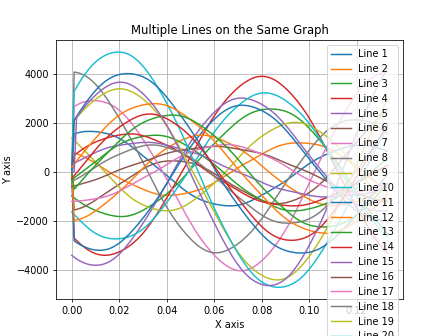 Multiple Lines on the Same Graph
Y axis
4000
2000
0
−2000
−4000
0.00
0.02
0.04
0.06
0.08
0.10
X axis
Line 1
Line 2
Line 3
Line 4
Line 5
Line 6
Line 7
Line 8
Line 9
Line 10
Line 11
Line 12
Line 13
Line 14
Line 15
Line 16
Line 17
Line 18
Line 19
Line 20